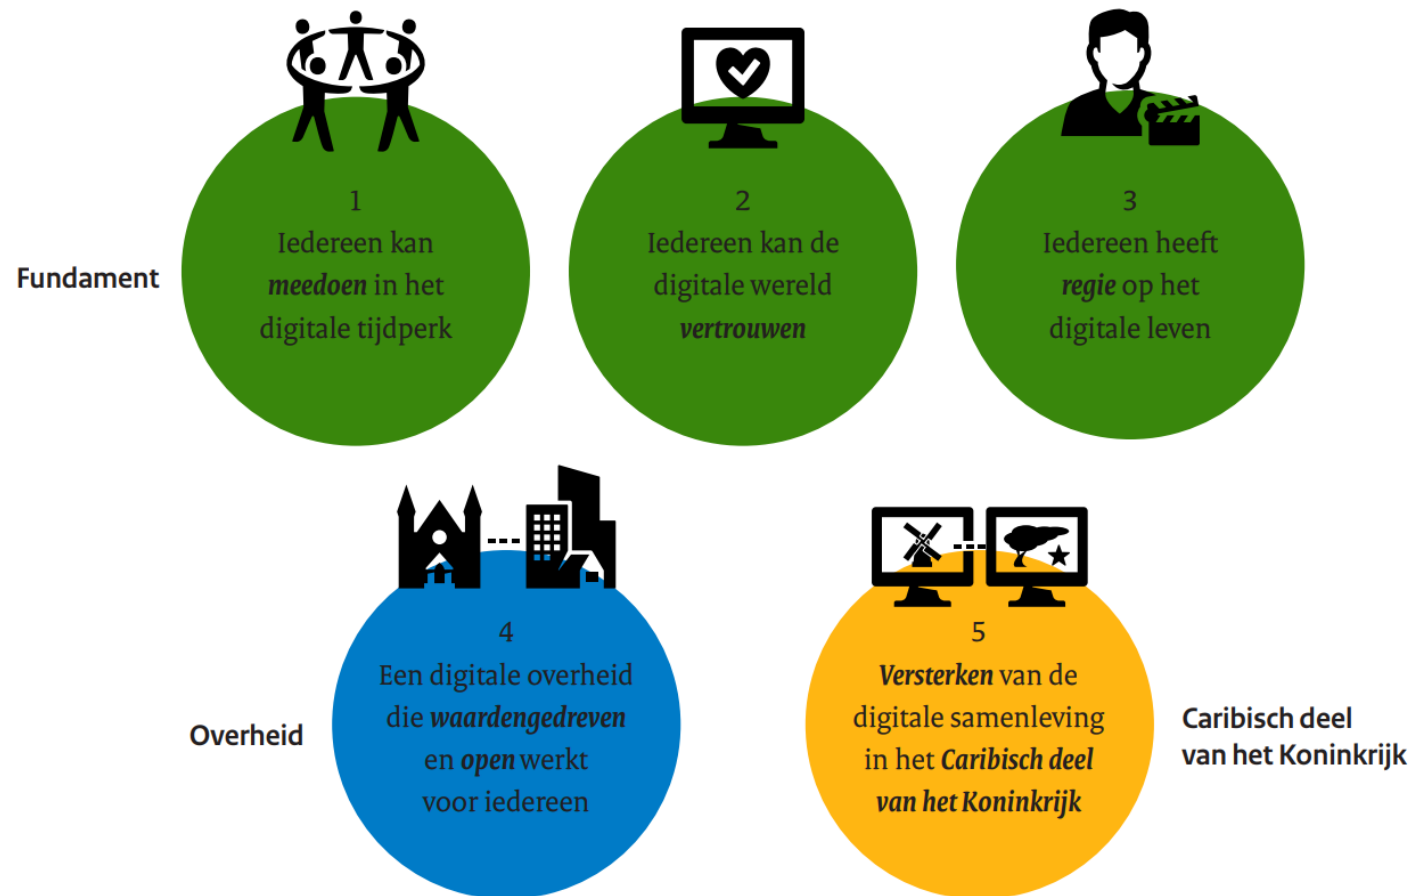 Fundament
1
Iedereen kan
meedoen in het
digitale tijdperk
2
Iedereen kan de
digitale wereld
vertrouwen
3
Iedereen heeft
regie op het
digitale leven
Overheid
4
Een digitale overheid
die waardengedreven
en open werkt
voor iedereen
5
Versterken van de
digitale samenleving
in het Caribisch deel
van het Koninkrijk
Caribisch deel
van het Koninkrijk